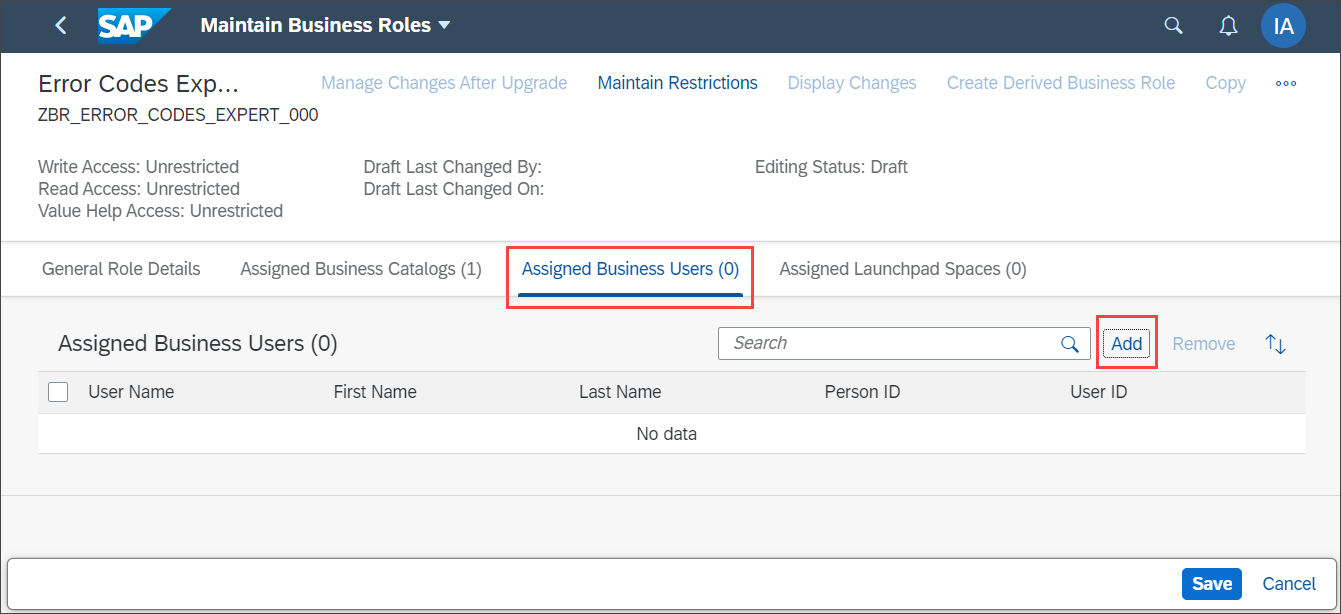 SAP Maintain Business Roles IA
Error Codes Exp... Manage Changes After Upgrade Maintain Restrictions Display Changes Create Derived Business Role Copy
ZBR_ERROR_CODES_EXPERT_000
Write Access: Unrestricted Draft Last Changed By: Editing Status: Draft
Read Access: Unrestricted Draft Last Changed On:
Value Help Access: Unrestricted
General Role Details Assigned Business Catalogs (1) Assigned Business Users (0) Assigned Launchpad Spaces (0)
Assigned Business Users (0) Search Add Remove
User Name First Name Last Name Person ID User ID
No data
Save Cancel